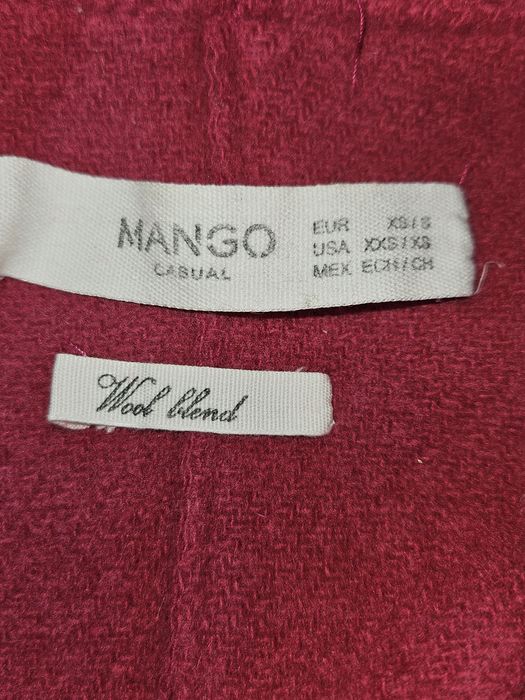 MANGO
CASUAL
EUR XS/S
USA XXS/XS
MEX ECH/CH
Wool blend